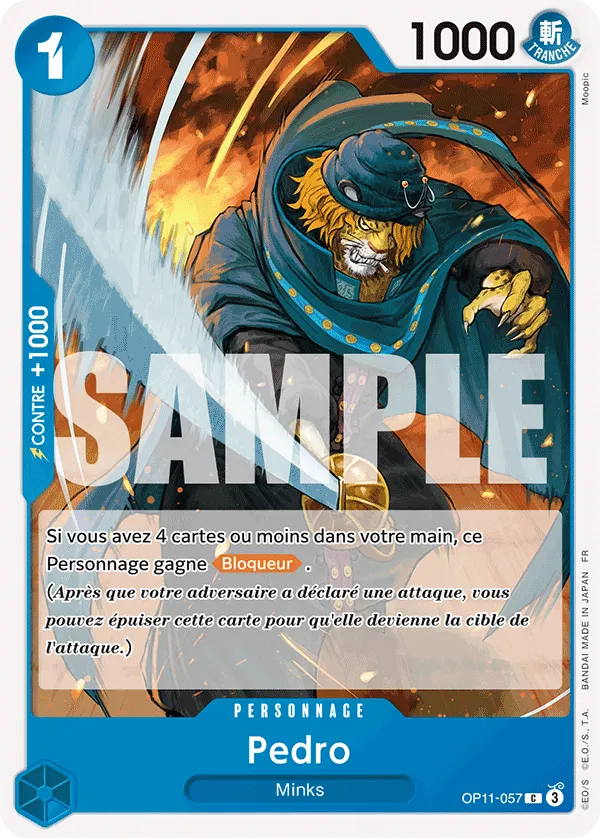 1
1000
斬
TRANCHE
Moopic
CONTRE +1000
SAMPLE
Si vous avez 4 cartes ou moins dans votre main, ce
Personnage gagne Bloqueur .
(Après que votre adversaire a déclaré une attaque, vous
pouvez épuiser cette carte pour qu'elle devienne la cible de
l'attaque.)
PERSONNAGE
Pedro
Minks
OP11-057 C 3
©EO/S ©E.O./S., T.A. BANDAI MADE IN JAPAN FR